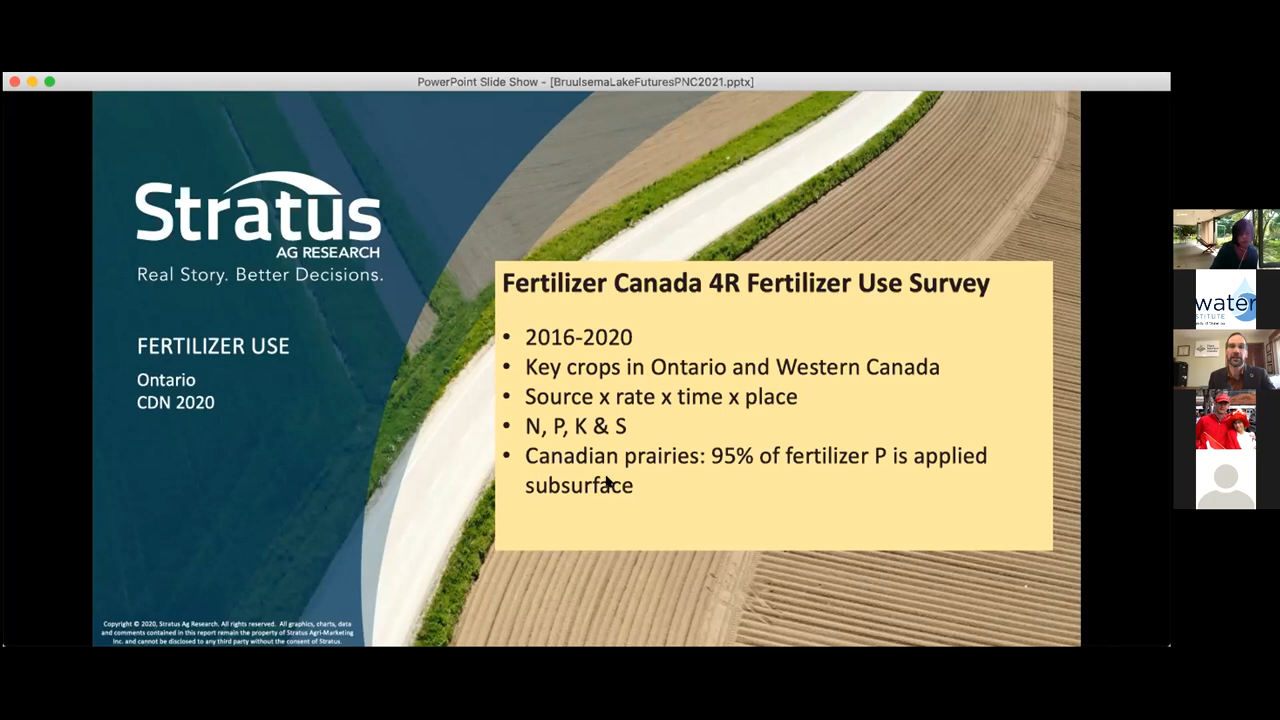 PowerPoint Slide Show - [BruulsemaLakeFuturesPNC2021.pptx]
Stratus
AG RESEARCH
Real Story. Better Decisions.
FERTILIZER USE
Ontario
CDN 2020
Copyright © 2020, Stratus Ag Research. All rights reserved. All graphics, charts, data
and comments contained in this report remain the property of Stratus Agri-Marketing
Inc. and cannot be disclosed to any third party without the consent of Stratus.
Fertilizer Canada 4R Fertilizer Use Survey
• 2016-2020
• Key crops in Ontario and Western Canada
• Source x rate x time x place
• N, P, K & S
• Canadian prairies: 95% of fertilizer P is applied
subsurface
water